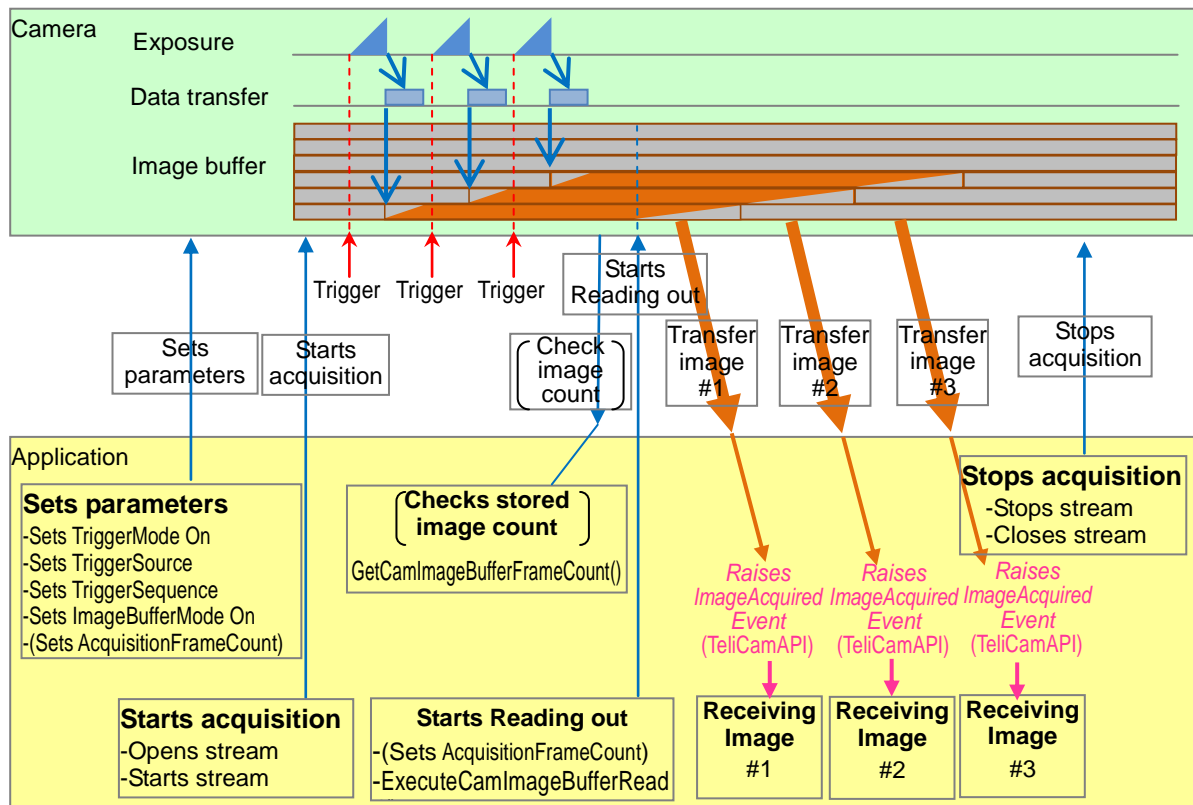 Camera
Exposure
Data transfer
Image buffer
Trigger
Trigger
Trigger
Sets
parameters
Starts
acquisition
Check
image
count
Starts
Reading out
Transfer
image
#1
Transfer
image
#2
Transfer
image
#3
Stops
acquisition
Application
Sets parameters
-Sets TriggerMode On
-Sets TriggerSource
-Sets TriggerSequence
-Sets ImageBufferMode On
-(Sets AcquisitionFrameCount)
Starts acquisition
-Opens stream
-Starts stream
Checks stored
image count
GetCamImageBufferFrameCount()
Starts Reading out
-(Sets AcquisitionFrameCount)
-ExecuteCamImageBufferRead
Raises
ImageAcquired
Event
(TeliCamAPI)
Raises
ImageAcquired
Event
(TeliCamAPI)
Raises
ImageAcquired
Event
(TeliCamAPI)
Receiving
Image
#1
Receiving
Image
#2
Receiving
Image
#3
Stops acquisition
-Stops stream
-Closes stream